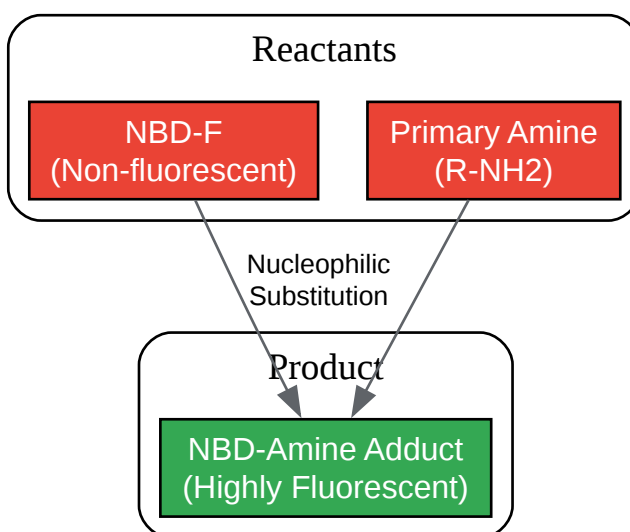 Reactants
NBD-F
(Non-fluorescent)
Primary Amine
(R-NH2)
Nucleophilic
Substitution
Product
NBD-Amine Adduct
(Highly Fluorescent)